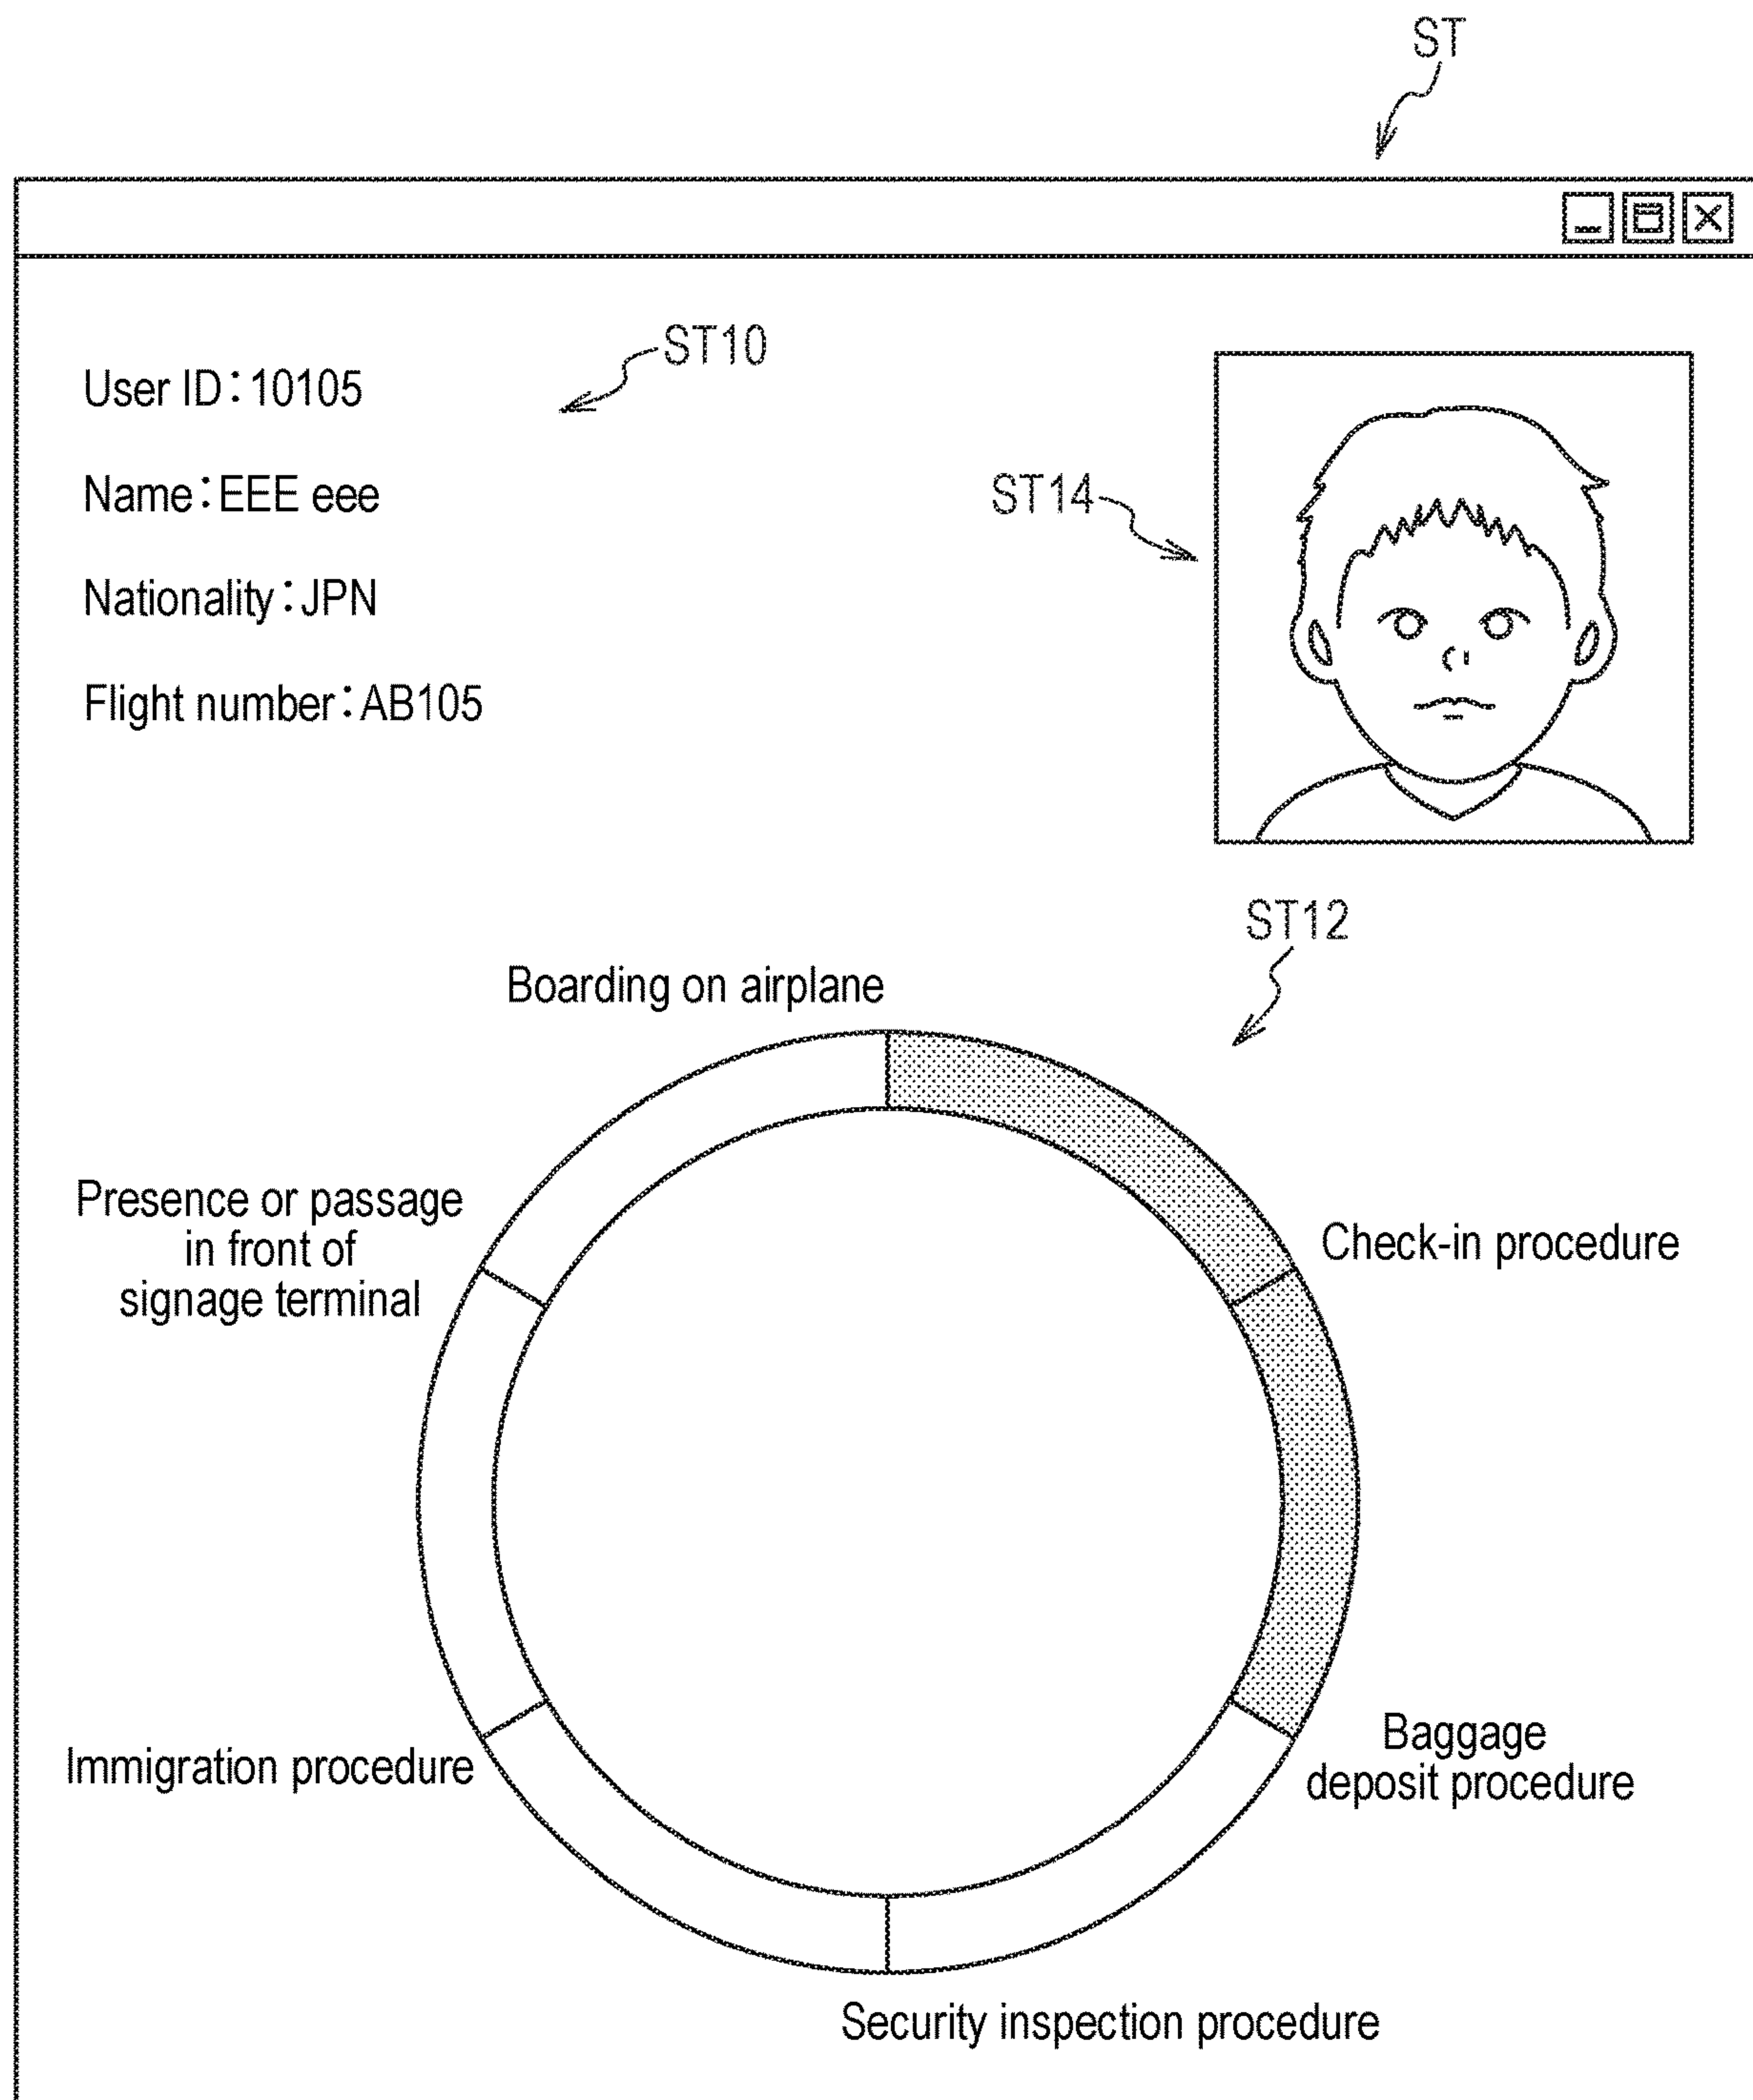 ST
User ID:10105
ST10
Name:EEE eee
ST14
Nationality:JPN
Flight number:AB105
ST12
Boarding on airplane
Presence or passage
in front of
signage terminal
Check-in procedure
Immigration procedure
Baggage
deposit procedure
Security inspection procedure